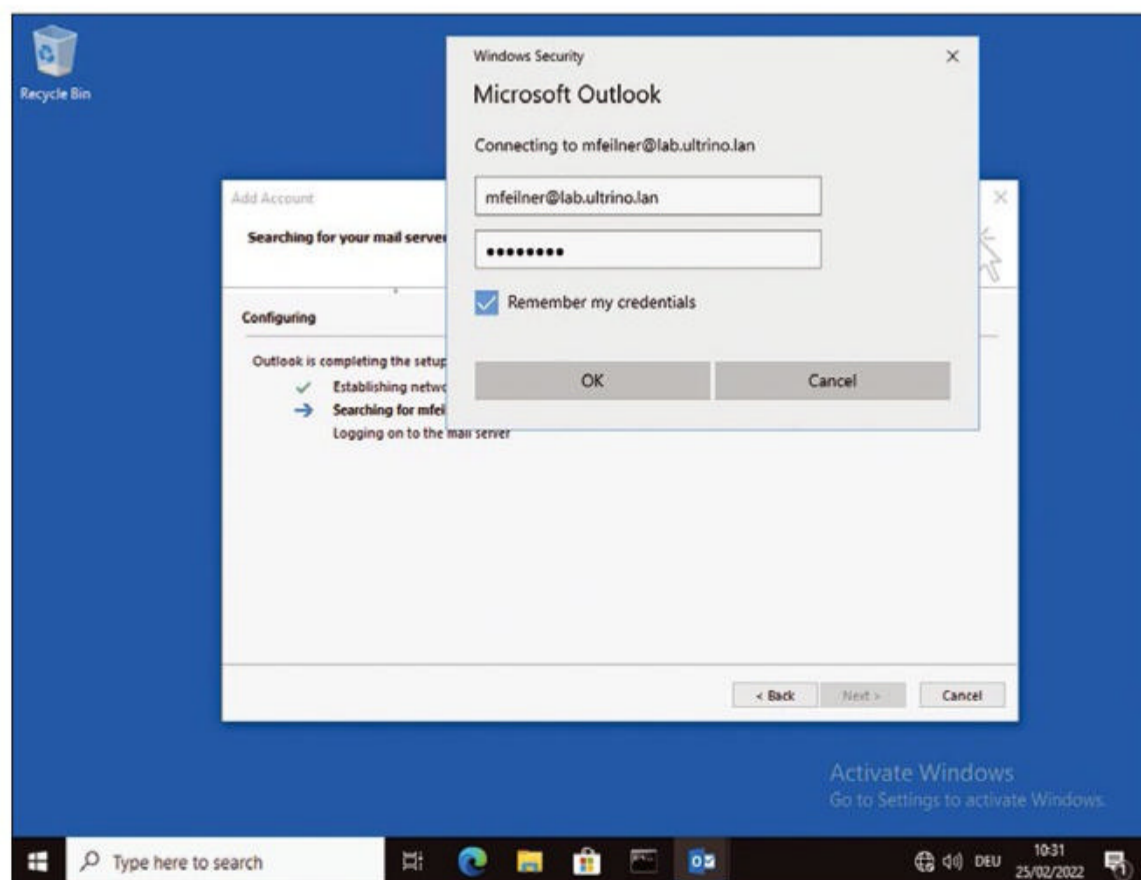 Recycle Bin
Windows Security
Microsoft Outlook
Connecting to mfeilner@lab.ultrino.lan
mfeilner@lab.ultrino.lan
Remember my credentials
OK Cancel
Add Account
Searching for your mail server
Configuring
Outlook is completing the setup
Establishing netwo
Searching for mfei
Logging on to the mail server
< Back Next > Cancel
Activate Windows
Go to Settings to activate Windows.
Type here to search
DEU
10:31
25/02/2022
1